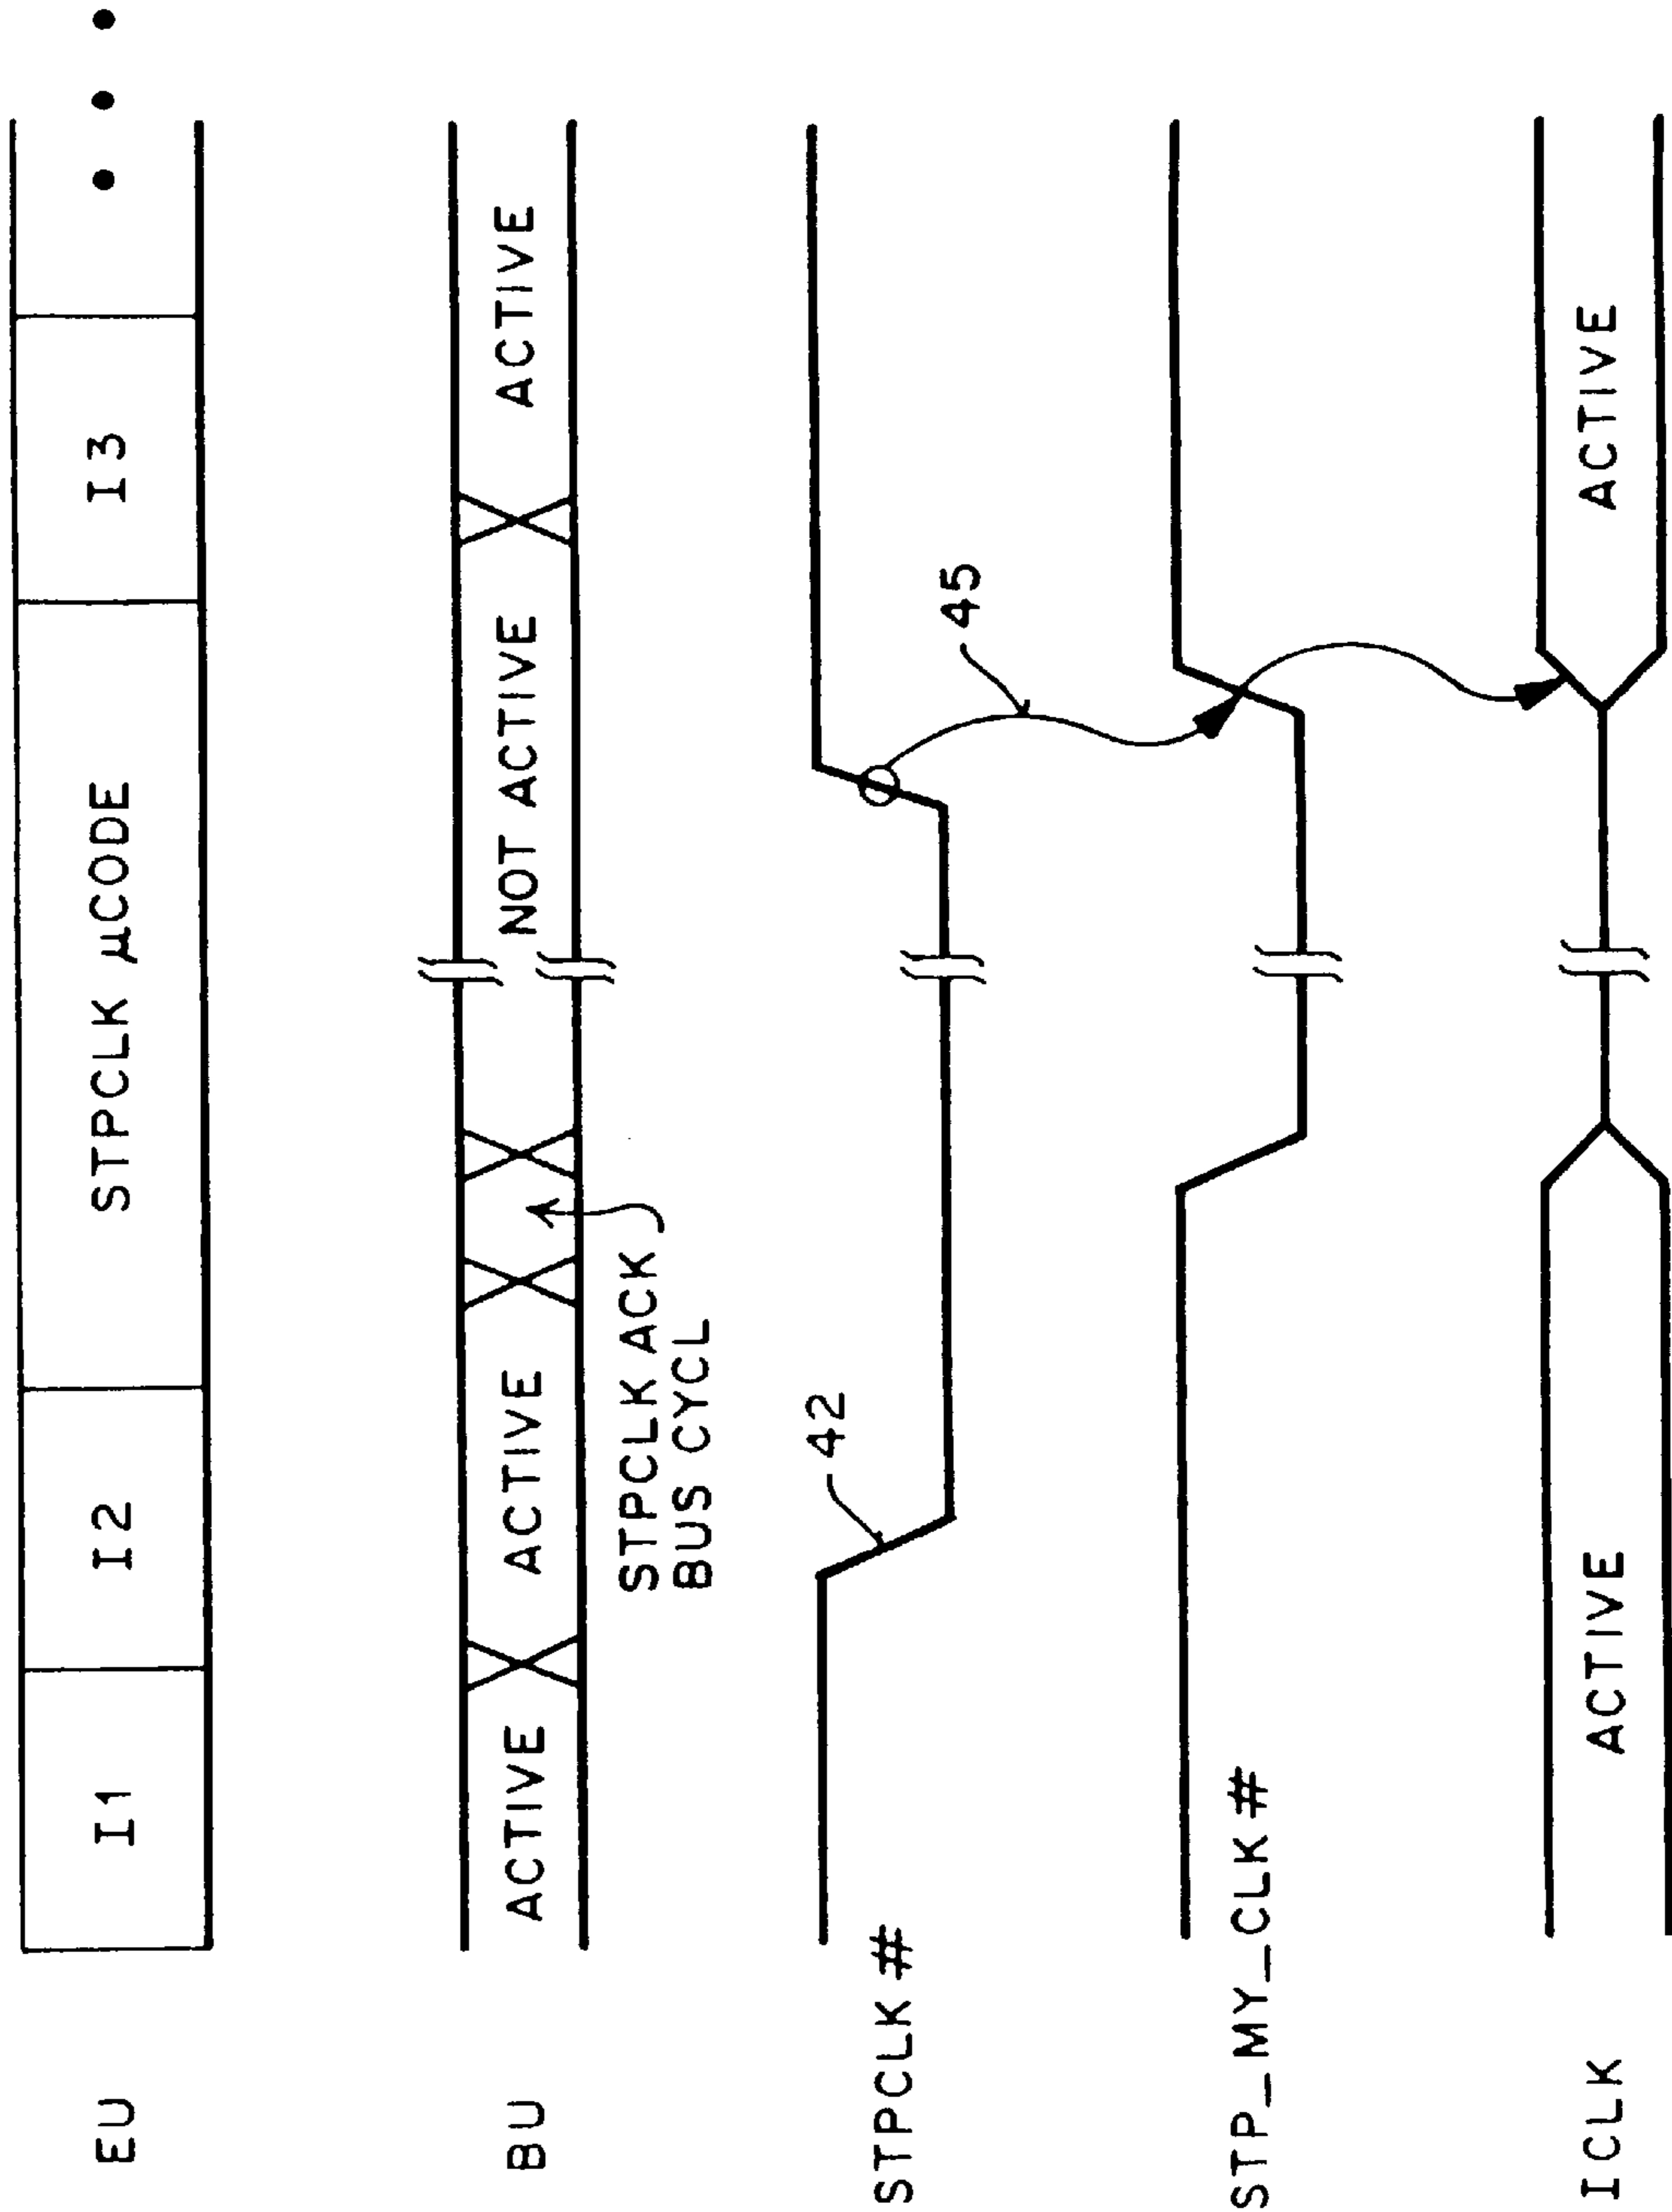 EU
I1
I2
STPCLK μCODE
I3
BU
ACTIVE
ACTIVE
NOT ACTIVE
ACTIVE
STPCLK ACK
BUS CYCL
STPCLK#
42
45
STP_MY_CLK#
ICLK
ACTIVE
ACTIVE